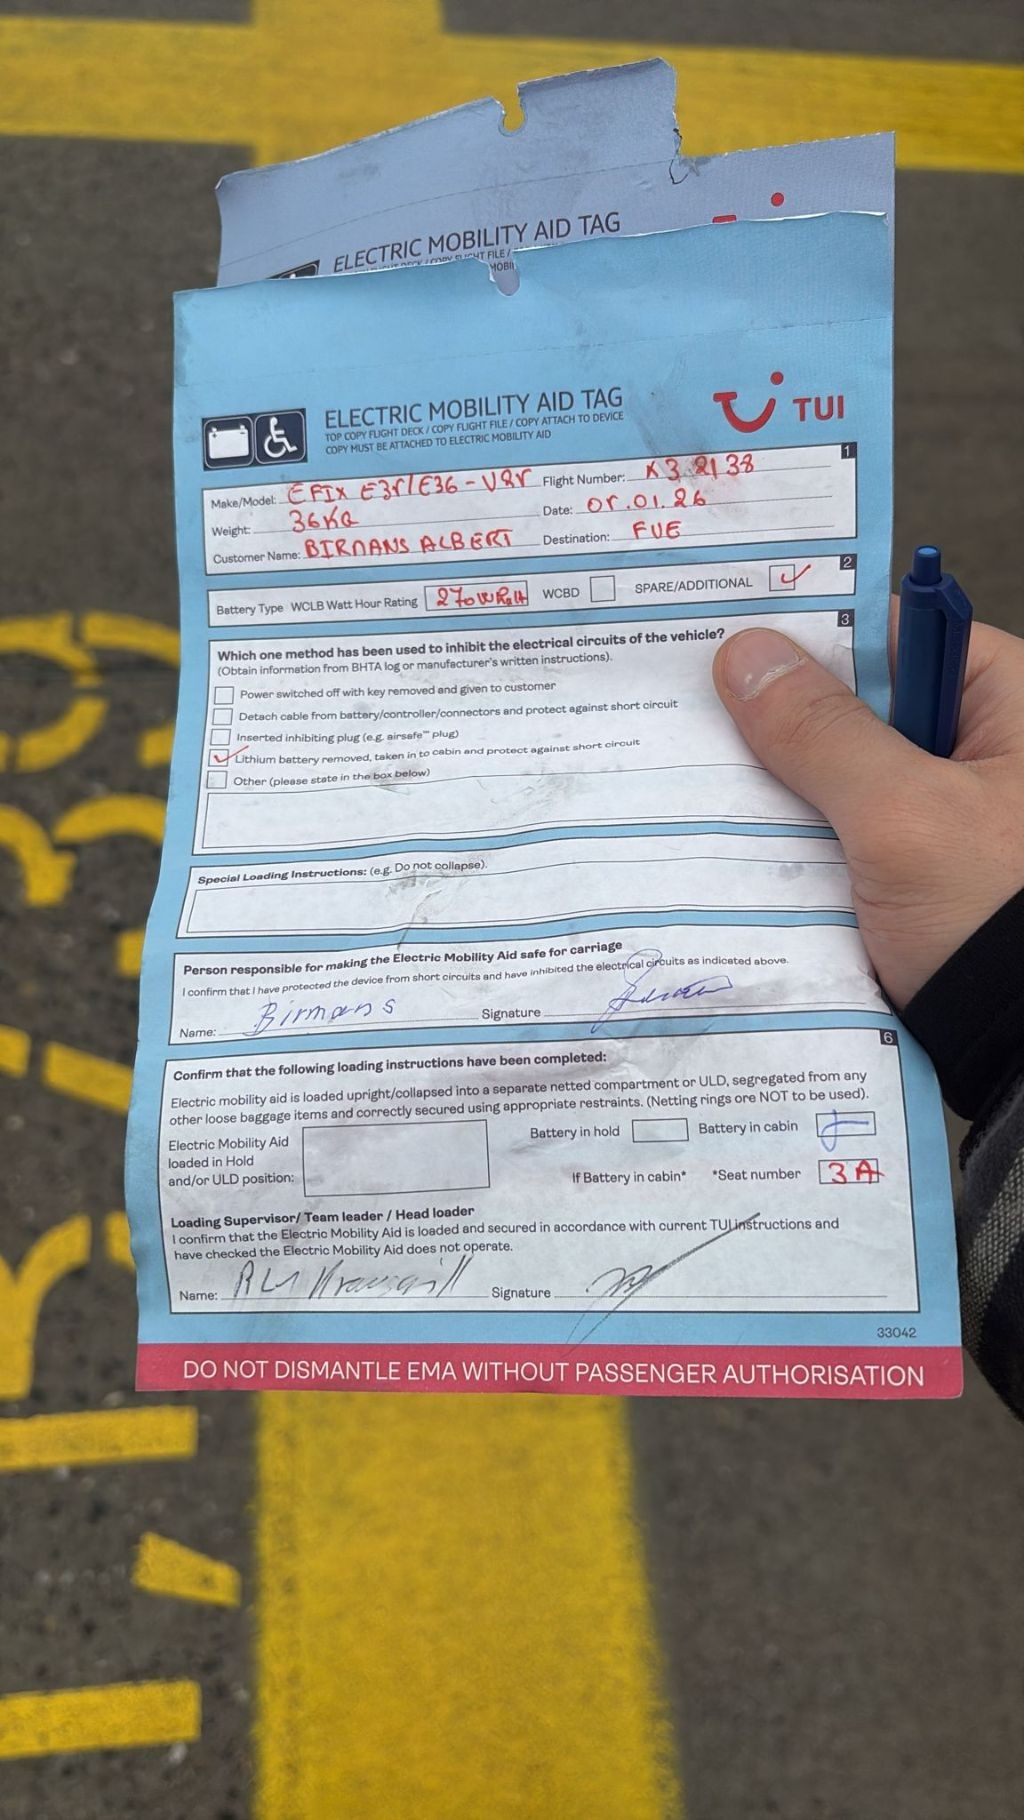 ELECTRIC MOBILITY AID TAG
ELECTRIC MOBILITY AID TAG
TOP COPY FLIGHT DECK / COPY FLIGHT FILE / COPY ATTACH TO DEVICE
COPY MUST BE ATTACHED TO ELECTRIC MOBILITY AID
TUI
1
Make/Model: EFIX E35/E36 - V25 Flight Number: X3 2138
Weight: 36KG Date: 05.01.26
Customer Name: BIRNANS ALBERT Destination: FUE
2
Battery Type WCLB Watt Hour Rating WCBD SPARE/ADDITIONAL
3
Which one method has been used to inhibit the electrical circuits of the vehicle?
(Obtain information from BHTA log or manufacturer's written instructions).
Power switched off with key removed and given to customer
Detach cable from battery/controller/connectors and protect against short circuit
Inserted inhibiting plug (e.g. airsafe™ plug)
Lithium battery removed, taken in to cabin and protect against short circuit
Other (please state in the box below)
Special Loading Instructions: (e.g. Do not collapse).
Person responsible for making the Electric Mobility Aid safe for carriage
I confirm that I have protected the device from short circuits and have inhibited the electrical circuits as indicated above.
Name: Birmans Signature
6
Confirm that the following loading instructions have been completed:
Electric mobility aid is loaded upright/collapsed into a separate netted compartment or ULD, segregated from any
other loose baggage items and correctly secured using appropriate restraints. (Netting rings are NOT to be used).
Electric Mobility Aid
loaded in Hold
and/or ULD position:
Battery in hold Battery in cabin
If Battery in cabin* *Seat number 3A
Loading Supervisor/ Team leader / Head loader
I confirm that the Electric Mobility Aid is loaded and secured in accordance with current TUI instructions and
have checked the Electric Mobility Aid does not operate.
Name: Signature
33042
DO NOT DISMANTLE EMA WITHOUT PASSENGER AUTHORISATION